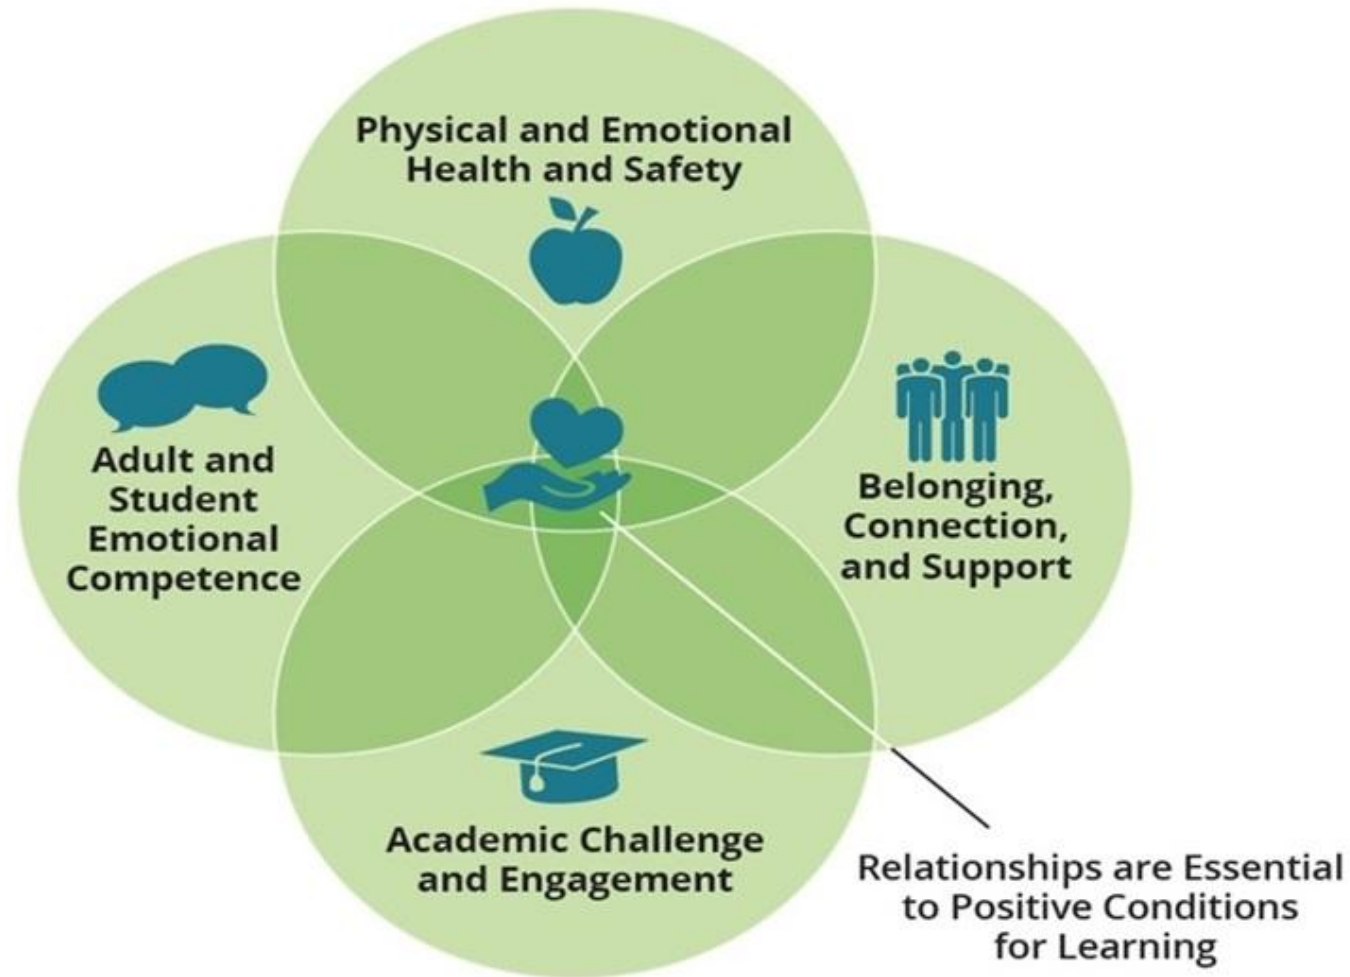 Physical and Emotional
Health and Safety
Adult and
Student
Emotional
Competence
Belonging,
Connection,
and Support
Academic Challenge
and Engagement
Relationships are Essential
to Positive Conditions
for Learning